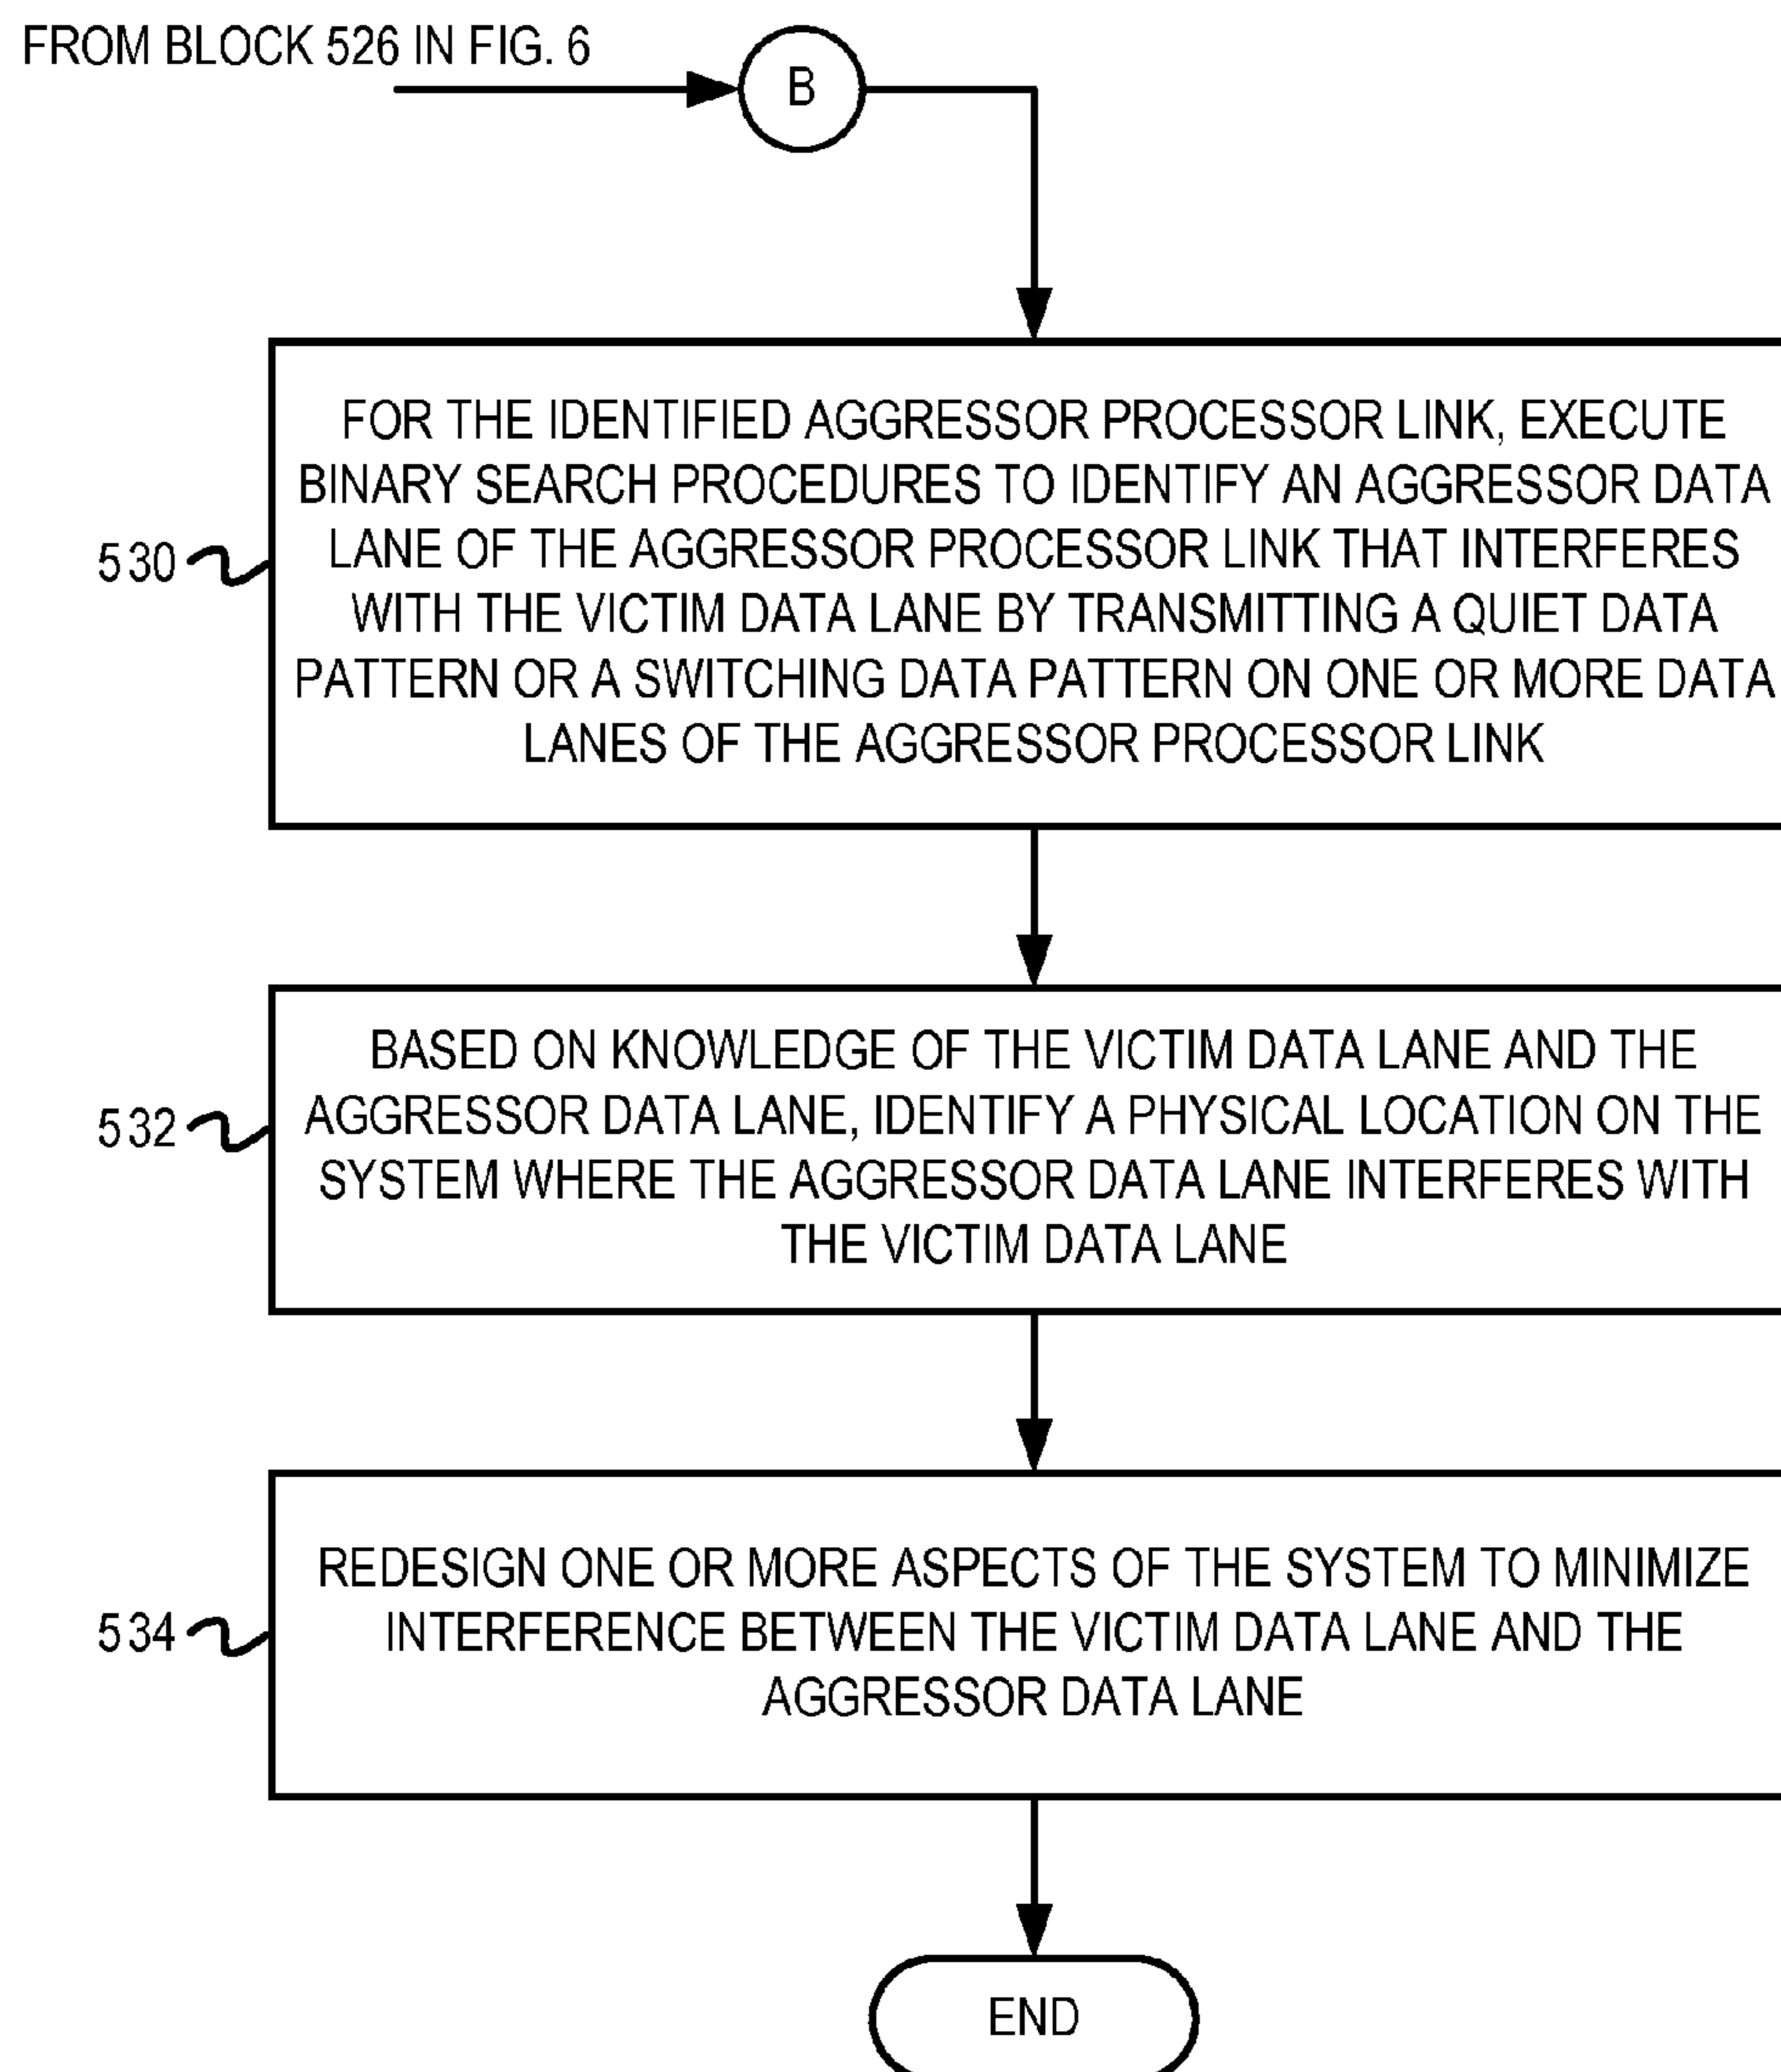 FROM BLOCK 526 IN FIG. 6
B
FOR THE IDENTIFIED AGGRESSOR PROCESSOR LINK, EXECUTE
BINARY SEARCH PROCEDURES TO IDENTIFY AN AGGRESSOR DATA
LANE OF THE AGGRESSOR PROCESSOR LINK THAT INTERFERES
WITH THE VICTIM DATA LANE BY TRANSMITTING A QUIET DATA
PATTERN OR A SWITCHING DATA PATTERN ON ONE OR MORE DATA
LANES OF THE AGGRESSOR PROCESSOR LINK
530
BASED ON KNOWLEDGE OF THE VICTIM DATA LANE AND THE
AGGRESSOR DATA LANE, IDENTIFY A PHYSICAL LOCATION ON THE
SYSTEM WHERE THE AGGRESSOR DATA LANE INTERFERES WITH
THE VICTIM DATA LANE
532
REDESIGN ONE OR MORE ASPECTS OF THE SYSTEM TO MINIMIZE
INTERFERENCE BETWEEN THE VICTIM DATA LANE AND THE
AGGRESSOR DATA LANE
534
END